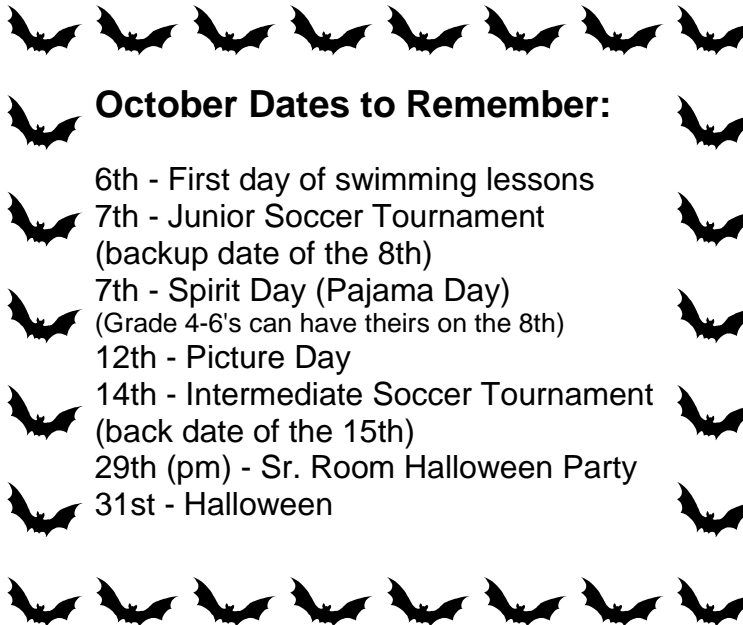 October Dates to Remember:
6th - First day of swimming lessons
7th - Junior Soccer Tournament
(backup date of the 8th)
7th - Spirit Day (Pajama Day)
(Grade 4-6's can have theirs on the 8th)
12th - Picture Day
14th - Intermediate Soccer Tournament
(back date of the 15th)
29th (pm) - Sr. Room Halloween Party
31st - Halloween